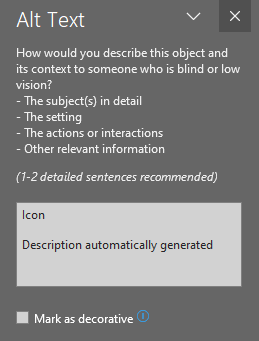 Alt Text
How would you describe this object and
its context to someone who is blind or low
vision?
- The subject(s) in detail
- The setting
- The actions or interactions
- Other relevant information
(1-2 detailed sentences recommended)
Icon
Description automatically generated
Mark as decorative